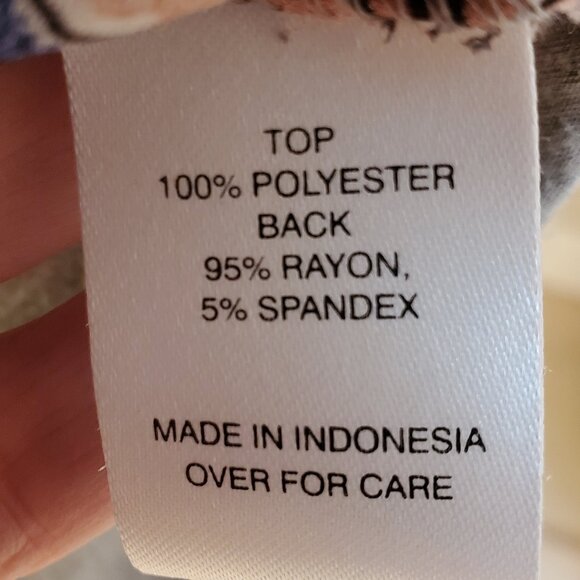 TOP
100% POLYESTER
BACK
95% RAYON,
5% SPANDEX
MADE IN INDONESIA
OVER FOR CARE